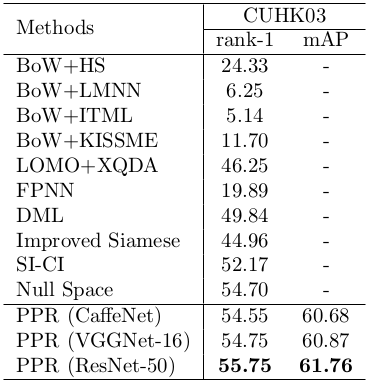 Methods CUHK03
rank-1 mAP
BoW+HS 24.33 -
BoW+LMNN 6.25 -
BoW+ITML 5.14 -
BoW+KISSME 11.70 -
LOMO+XQDA 46.25 -
FPNN 19.89 -
DML 49.84 -
Improved Siamese 44.96 -
SI-CI 52.17 -
Null Space 54.70 -
PPR (CaffeNet) 54.55 60.68
PPR (VGGNet-16) 54.75 60.87
PPR (ResNet-50) 55.75 61.76